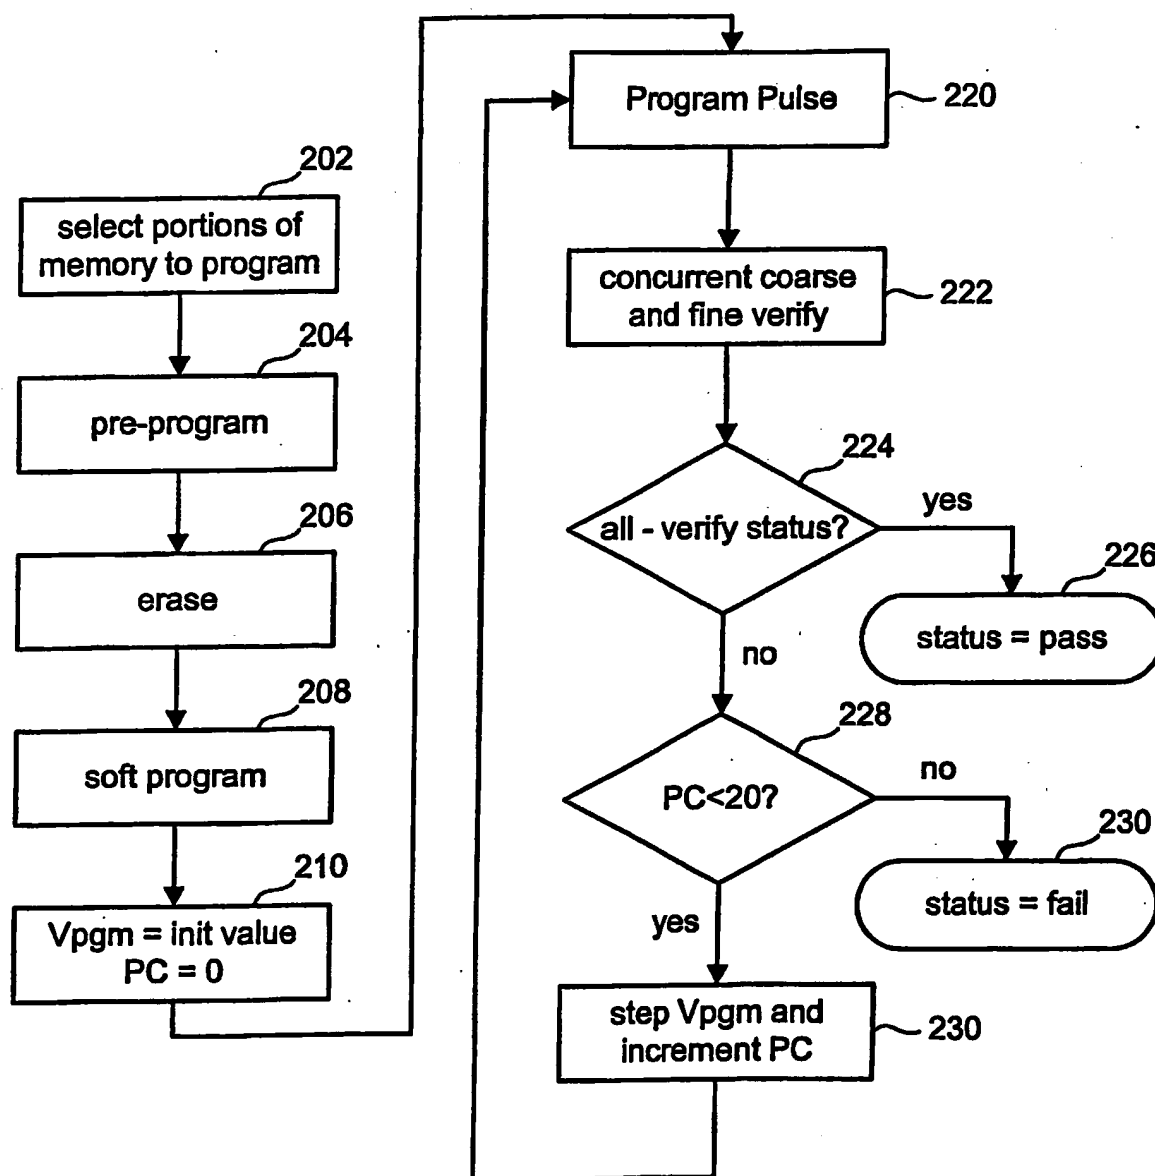 202
select portions of
memory to program
204
pre-program
206
erase
208
soft program
210
Vpgm = init value
PC = 0
Program Pulse
220
concurrent coarse
and fine verify
222
224
all - verify status?
yes
226
status = pass
no
228
PC<20?
no
230
status = fail
yes
step Vpgm and
increment PC
230